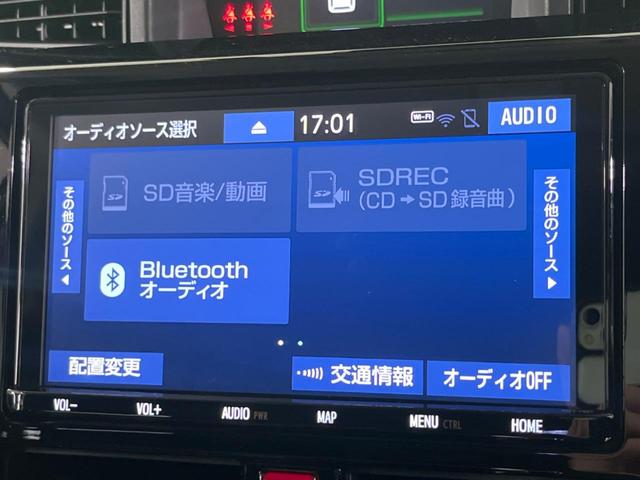 オーディオソース選択
17:01
Wi-Fi
AUDIO
その他のソース
SD音楽/動画
SDREC
(CD➔SD録音曲)
その他のソース
Bluetooth
オーディオ
配置変更
交通情報
オーディオOFF
VOL-
VOL+
AUDIO PWR
MAP
MENU CTRL
HOME